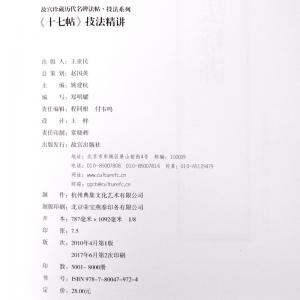 故宫珍藏历代名碑法帖·技法系列
《十七帖》技法精讲
出版人：王亚民
总监：赵国英
主编：姚建杭
编写：郑明耀
责任编辑：程同根 付韦鸣
设计：王梓
责任印制：常晓辉
出版发行：故宫出版社
地址：北京市东城区景山前街4号 邮编：100009
电话：010-85007808 010-85007816 传真：010-65129479
网址：www.culturefc.cn
邮箱：ggcb@culturefc.cn
制作：杭州典集文化艺术有限公司
制版印刷：北京荣宝燕泰印务有限公司
开本：787毫米×1092毫米 1/8
印张：7.5
版次：2010年4月第1版
2017年6月第2次印刷
印数：5001-8000册
书号：ISBN 978-7-80047-972-4
定价：28.00元